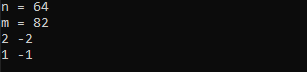 n = 64
m = 82
2 -2
1 -1